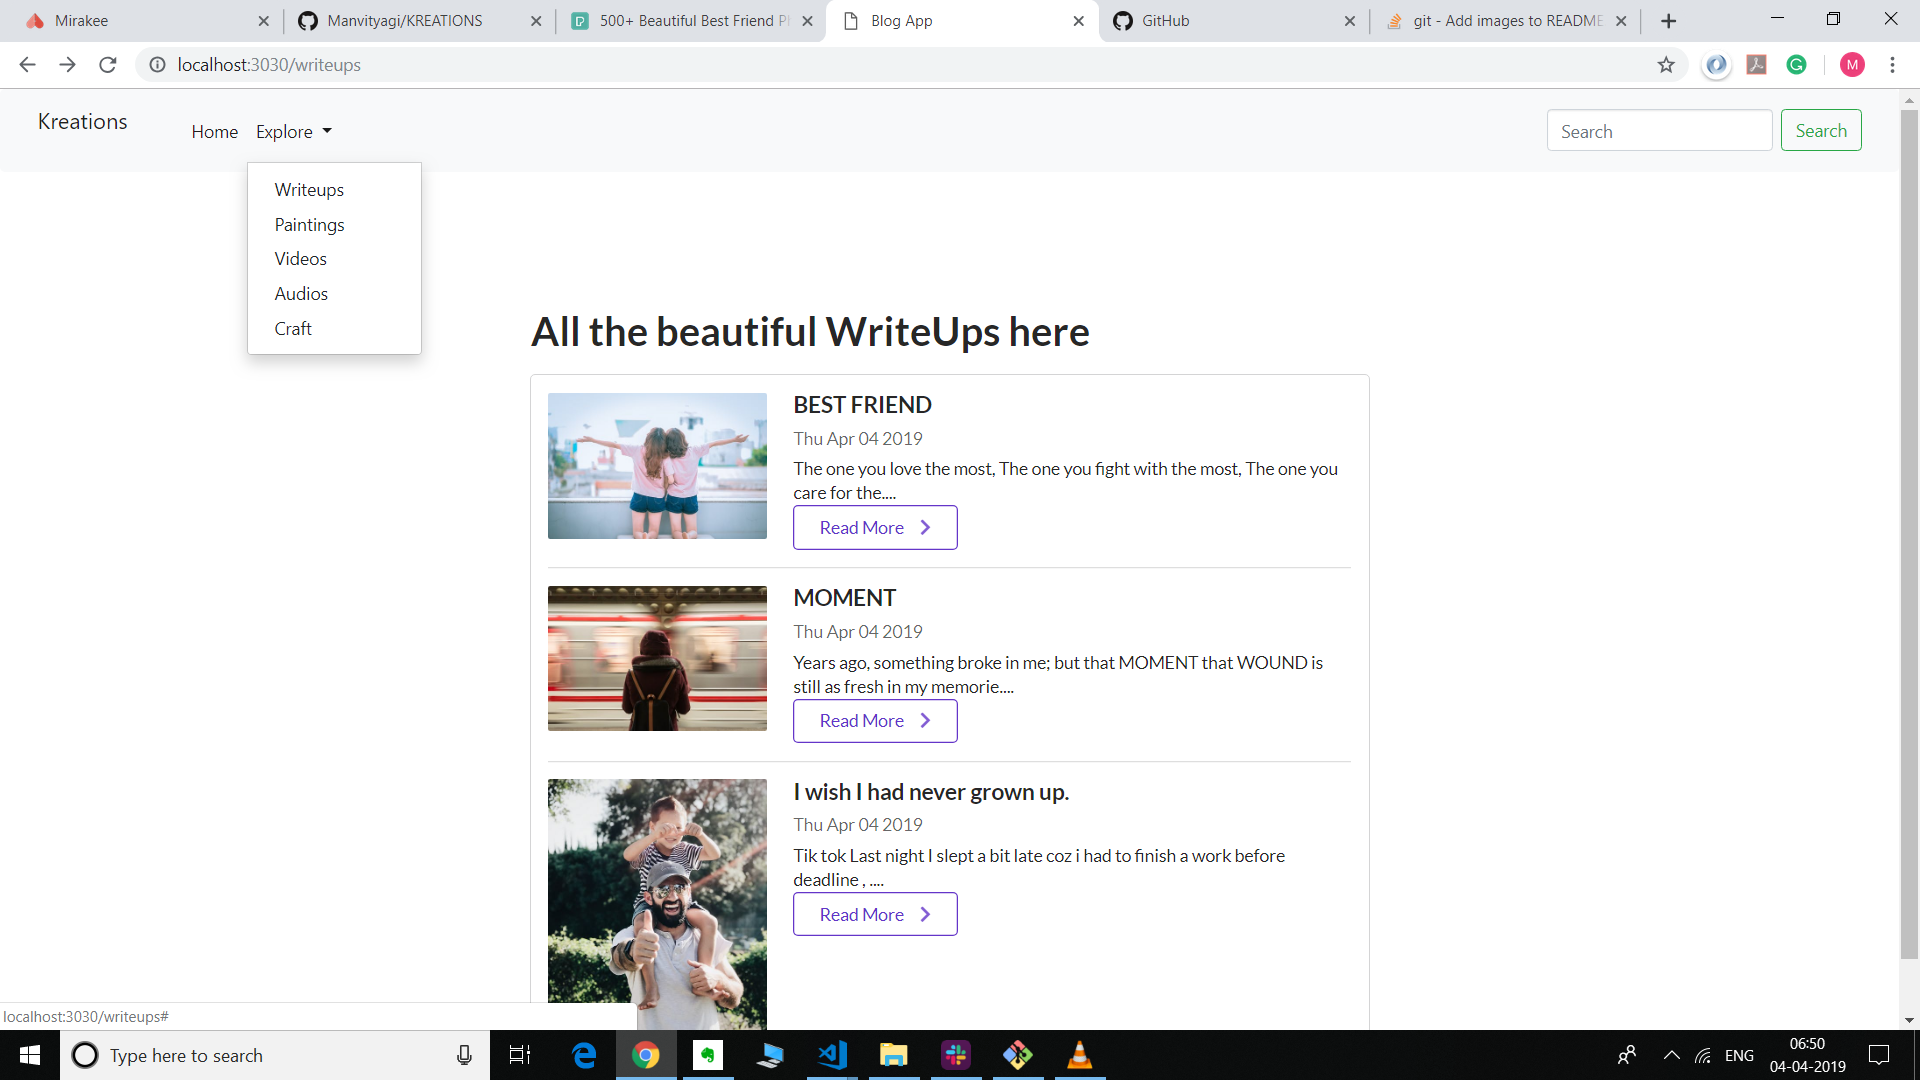 Mirakee
Manvityagi/KREATIONS
500+ Beautiful Best Friend P
Blog App
GitHub
git - Add images to README
localhost:3030/writeups
M
Kreations
Home
Explore
Search
Search
Writeups
Paintings
Videos
Audios
Craft
All the beautiful WriteUps here
BEST FRIEND
Thu Apr 04 2019
The one you love the most, The one you fight with the most, The one you
care for the....
Read More
MOMENT
Thu Apr 04 2019
Years ago, something broke in me; but that MOMENT that WOUND is
still as fresh in my memorie....
Read More
I wish I had never grown up.
Thu Apr 04 2019
Tik tok Last night I slept a bit late coz i had to finish a work before
deadline , ....
Read More
localhost:3030/writeups#
Type here to search
ENG
06:50
04-04-2019